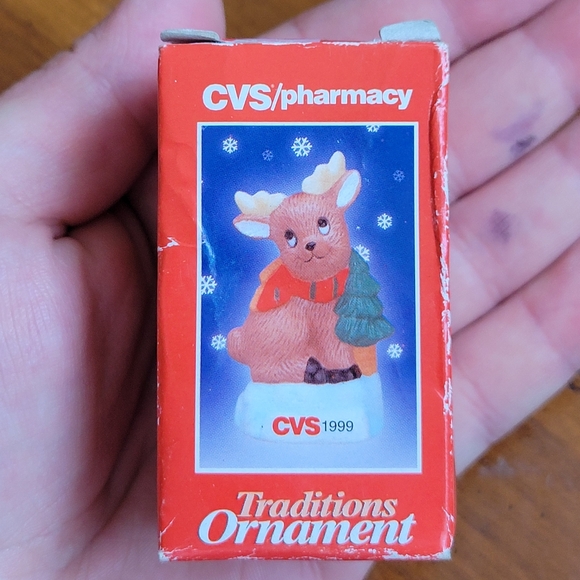 CVS/pharmacy
CVS 1999
Traditions
Ornament